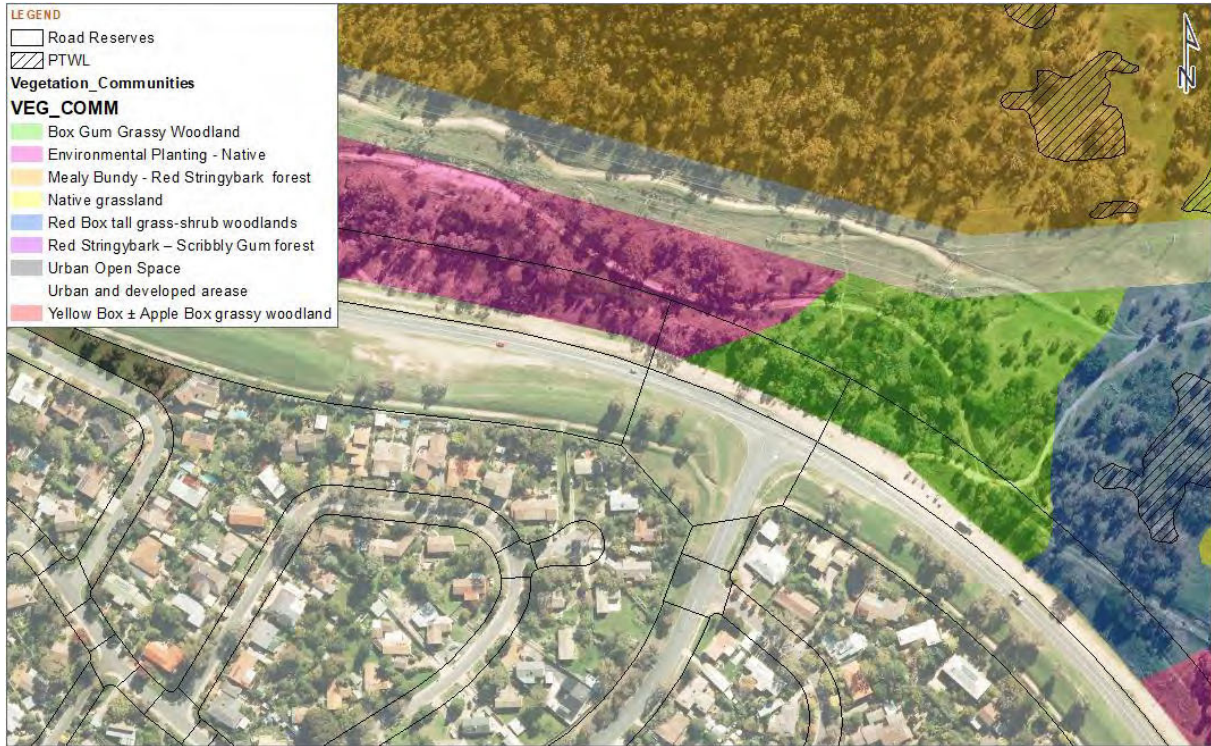 LEGEND
Road Reserves
PTWL
Vegetation_Communities
VEG_COMM
Box Gum Grassy Woodland
Environmental Planting - Native
Mealy Bundy - Red Stringybark forest
Native grassland
Red Box tall grass-shrub woodlands
Red Stringybark – Scribbly Gum forest
Urban Open Space
Urban and developed arease
Yellow Box ± Apple Box grassy woodland
N